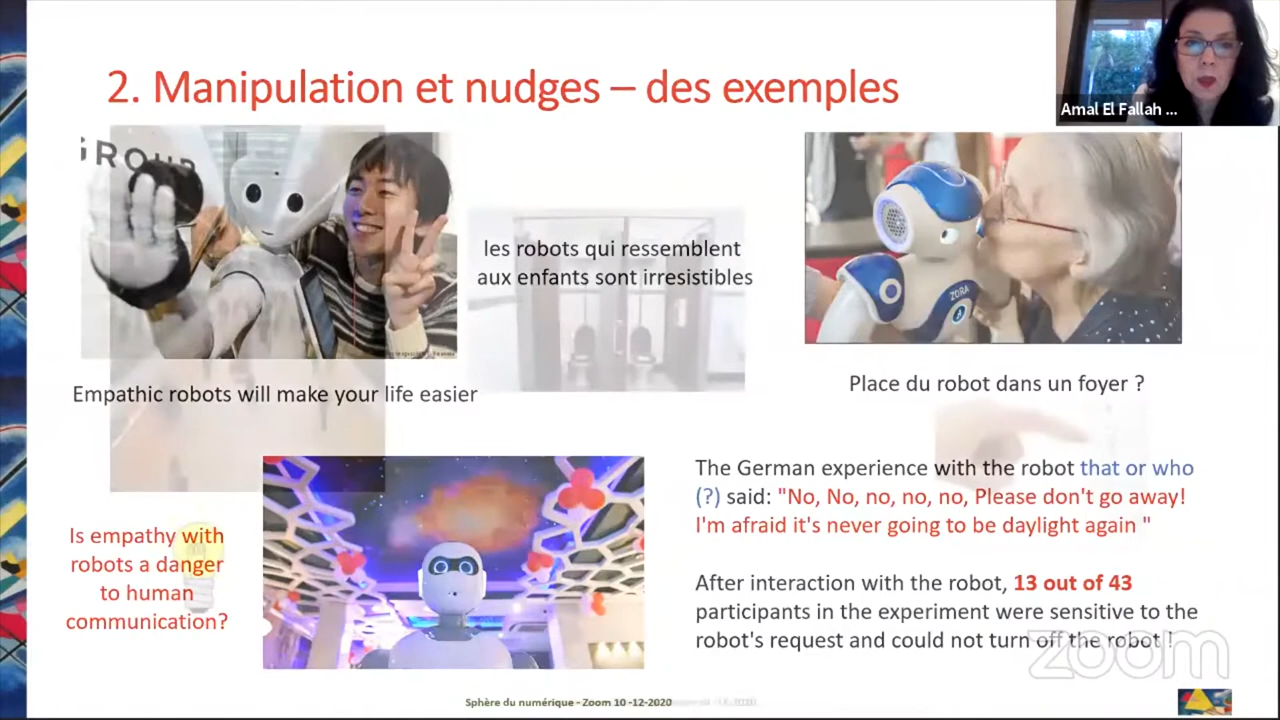 2. Manipulation et nudges – des exemples
Amal El Fallah ...
GROUP
les robots qui ressemblent
aux enfants sont irresistibles
ZORA
Empathic robots will make your life easier
Place du robot dans un foyer ?
The German experience with the robot that or who
(?) said: "No, No, no, no, no, Please don't go away!
I'm afraid it's never going to be daylight again "
Is empathy with
robots a danger
to human
communication?
After interaction with the robot, 13 out of 43
participants in the experiment were sensitive to the
robot's request and could not turn off the robot !
zoom
Sphère du numérique - Zoom 10 -12-2020